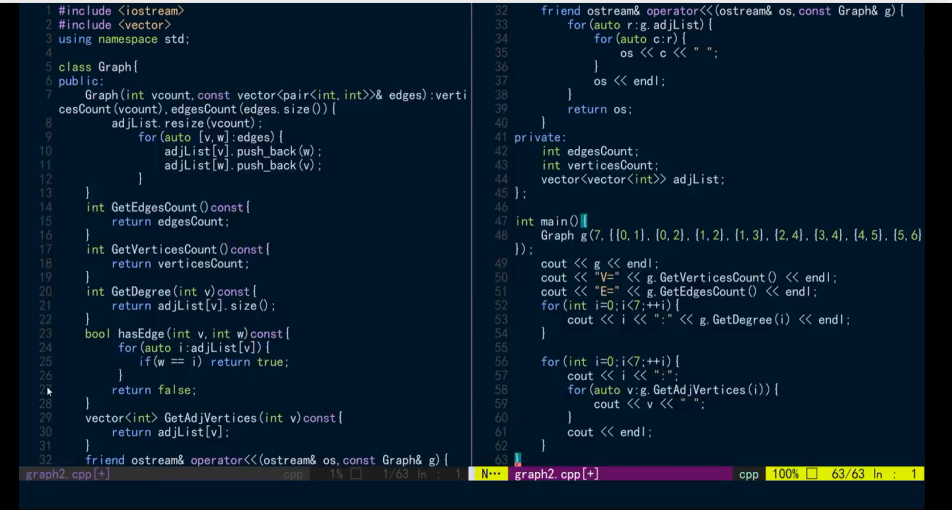 1 #include <iostream>
2 #include <vector>
3 using namespace std;
4
5 class Graph{
6 public:
7     Graph(int vcount,const vector<pair<int,int>>& edges):verti
cesCount(vcount),edgesCount(edges.size()){
8         adjList.resize(vcount);
9             for(auto [v,w]:edges){
10                 adjList[v].push_back(w);
11                 adjList[w].push_back(v);
12             }
13     }
14     int GetEdgesCount()const{
15         return edgesCount;
16     }
17     int GetVerticesCount()const{
18         return verticesCount;
19     }
20     int GetDegree(int v)const{
21         return adjList[v].size();
22     }
23     bool hasEdge(int v,int w)const{
24          for(auto i:adjList[v]){
25             if(w == i) return true;
26          }
27         return false;
28     }
29     vector<int> GetAdjVertices(int v)const{
30         return adjList[v];
31     }
32     friend ostream& operator<<(ostream& os,const Graph& g){
graph2.cpp[+] cpp 1% 1/63 ln : 1
32     friend ostream& operator<<(ostream& os,const Graph& g){
33         for(auto r:g.adjList){
34             for(auto c:r){
35                 os << c << " ";
36             }
37             os << endl;
38         }
39         return os;
40     }
41 private:
42     int edgesCount;
43     int verticesCount;
44     vector<vector<int>> adjList;
45 };
46
47 int main(){
48     Graph g(7,{{0,1},{0,2},{1,2},{1,3},{2,4},{3,4},{4,5},{5,6}
});
49     cout << g << endl;
50     cout << "V=" << g.GetVerticesCount() << endl;
51     cout << "E=" << g.GetEdgesCount() << endl;
52     for(int i=0;i<7;++i){
53         cout << i << ":" << g.GetDegree(i) << endl;
54     }
55
56     for(int i=0;i<7;++i){
57         cout << i << ":";
58         for(auto v:g.GetAdjVertices(i)){
59             cout << v << " ";
60         }
61         cout << endl;
62     }
63 }
N… graph2.cpp[+] cpp 100% 63/63 ln : 1